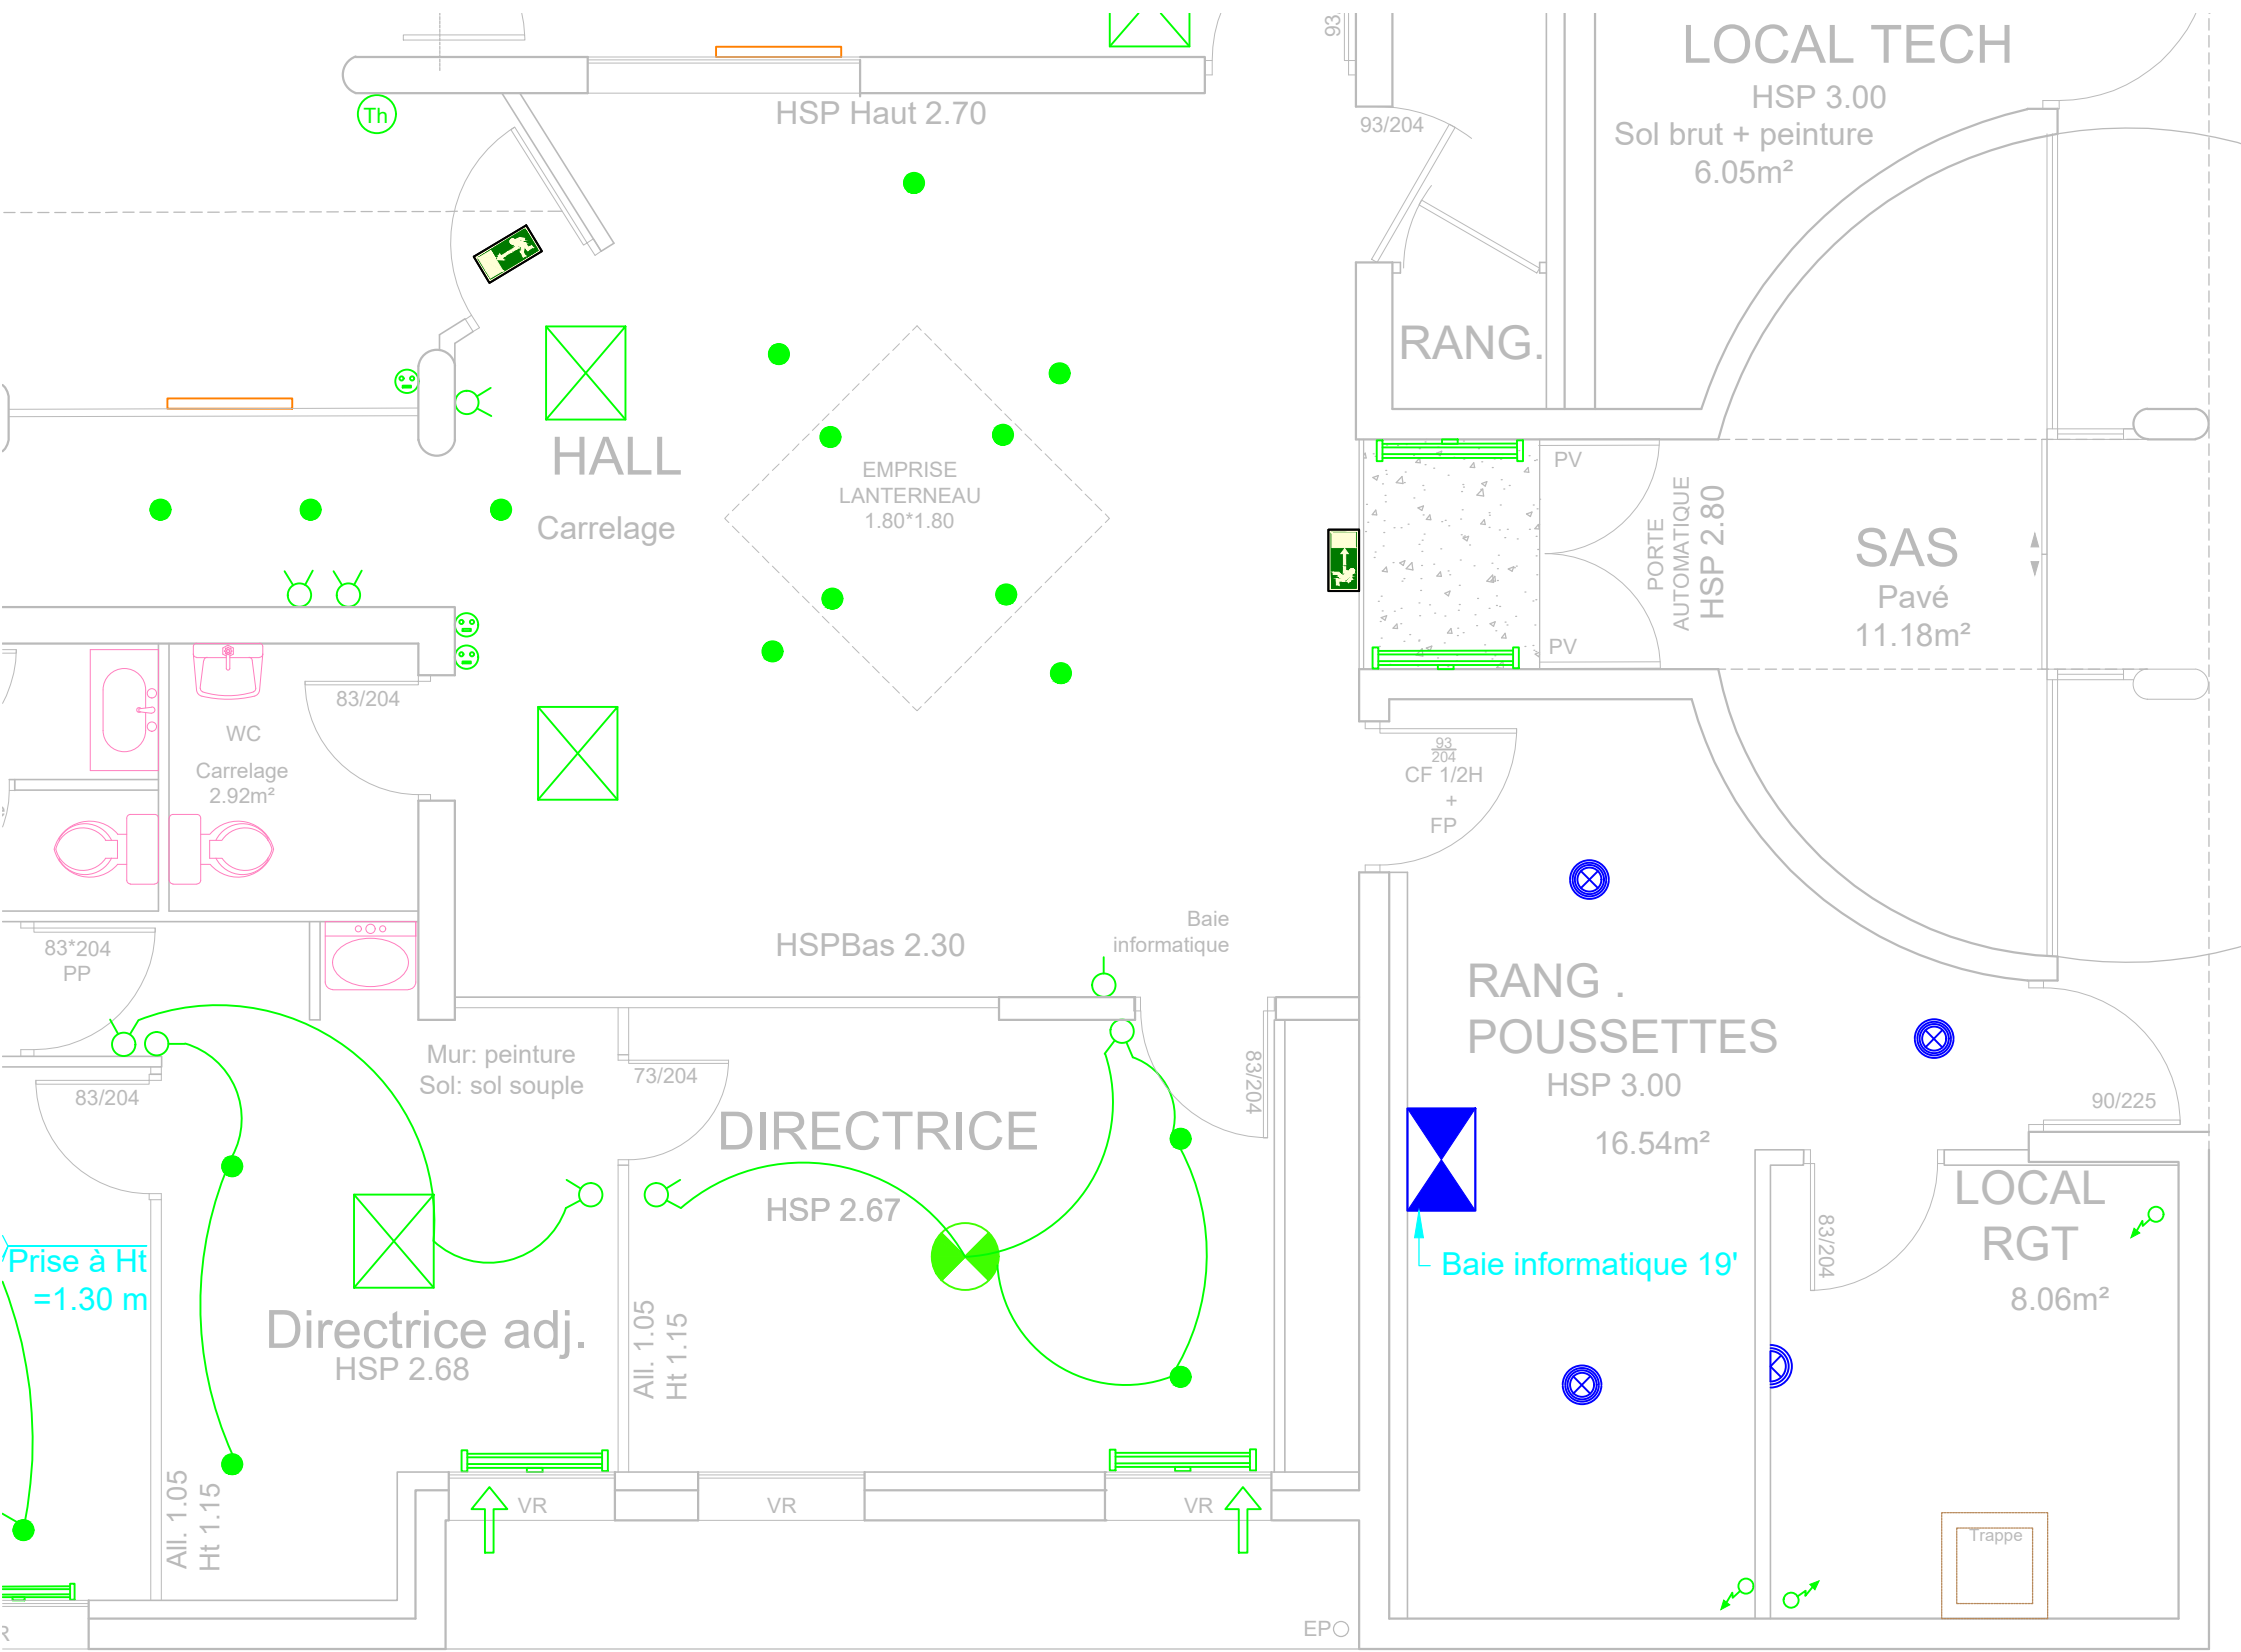 LOCAL TECH
HSP 3.00
Sol brut + peinture
6.05m²
93
93/204
HSP Haut 2.70
Th
RANG.
HALL
Carrelage
EMPRISE
LANTERNEAU
1.80*1.80
PV
PORTE
AUTOMATIQUE
HSP 2.80
PV
SAS
Pavé
11.18m²
83/204
WC
Carrelage
2.92m²
93
204
CF 1/2H
+
FP
83*204
PP
HSPBas 2.30
Baie
informatique
RANG .
POUSSETTES
HSP 3.00
16.54m²
90/225
Mur: peinture
Sol: sol souple
73/204
83/204
83/204
DIRECTRICE
HSP 2.67
LOCAL
RGT
8.06m²
83/204
Prise à Ht
=1.30 m
Baie informatique 19'
Directrice adj.
HSP 2.68
All. 1.05
Ht 1.15
All. 1.05
Ht 1.15
VR
VR
VR
Trappe
EP
R